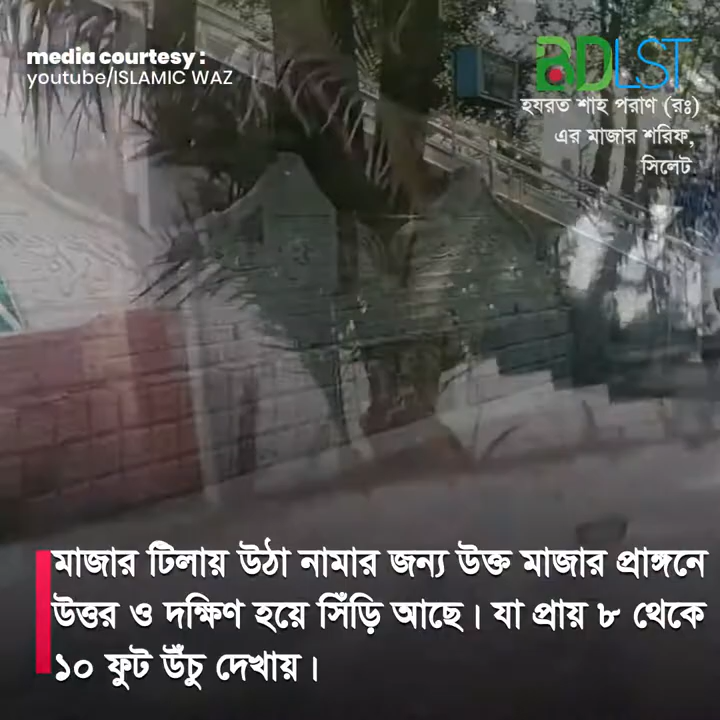 media courtesy :
youtube/ISLAMIC WAZ
BDLST
হযরত শাহ পরাণ (রঃ)
এর মাজার শরিফ,
সিলেট
মাজার টিলায় উঠা নামার জন্য উক্ত মাজার প্রাঙ্গনে
উত্তর ও দক্ষিণ হয়ে সিঁড়ি আছে। যা প্রায় ৮ থেকে
১০ ফুট উঁচু দেখায়।